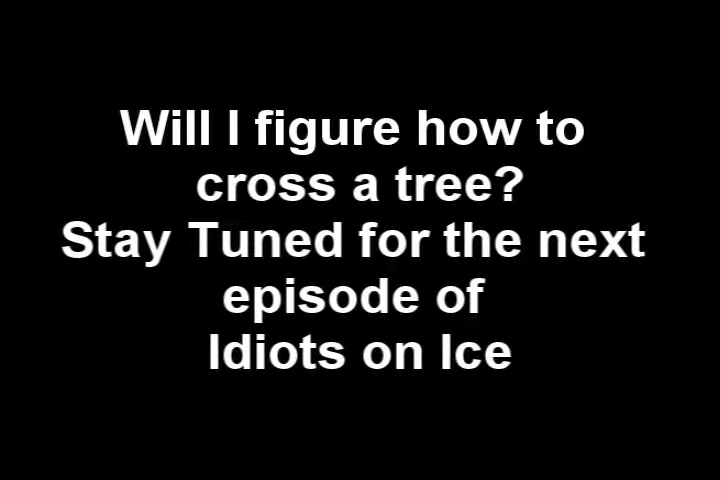 Will I figure how to
cross a tree?
Stay Tuned for the next
episode of
Idiots on Ice